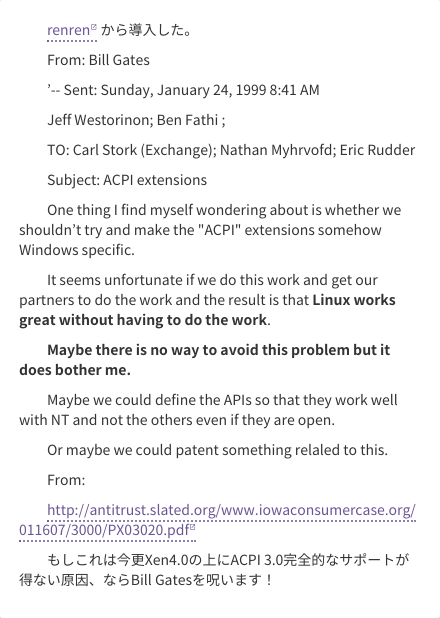 renren から導入した。
From: Bill Gates
’-- Sent: Sunday, January 24, 1999 8:41 AM
Jeff Westorinon; Ben Fathi ;
TO: Carl Stork (Exchange); Nathan Myhrvofd; Eric Rudder
Subject: ACPI extensions
One thing I find myself wondering about is whether we
shouldn’t try and make the "ACPI" extensions somehow
Windows specific.
It seems unfortunate if we do this work and get our
partners to do the work and the result is that Linux works
great without having to do the work.
Maybe there is no way to avoid this problem but it
does bother me.
Maybe we could define the APIs so that they work well
with NT and not the others even if they are open.
Or maybe we could patent something relaled to this.
From:
http://antitrust.slated.org/www.iowaconsumercase.org/
011607/3000/PX03020.pdf
もしこれは今更Xen4.0の上にACPI 3.0完全的なサポートが
得ない原因、ならBill Gatesを呪います！